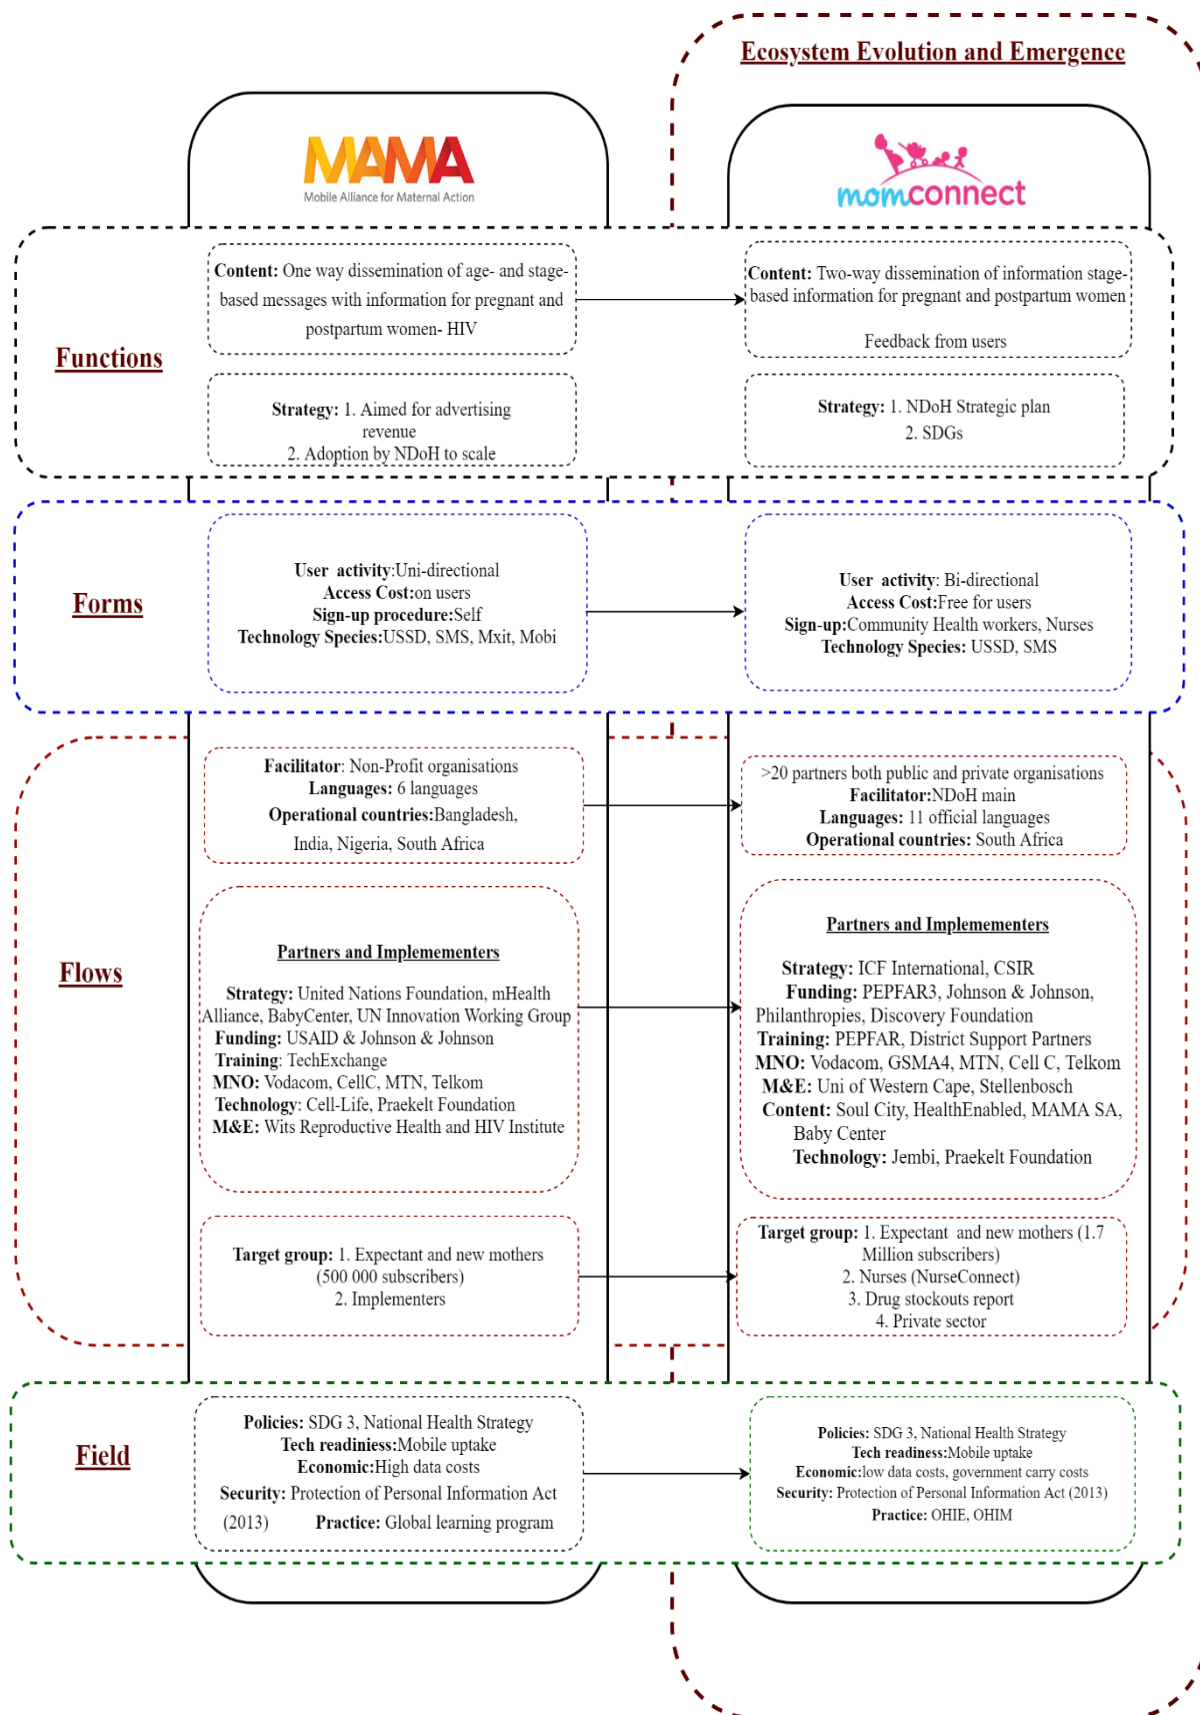 Ecosystem Evolution and Emergence
MAMA
Mobile Alliance for Maternal Action
momconnect
Functions
Content: One way dissemination of age- and stage-
based messages with information for pregnant and
postpartum women- HIV
Strategy: 1. Aimed for advertising
revenue
2. Adoption by NDoH to scale
Content: Two-way dissemination of information stage-
based information for pregnant and postpartum women
Feedback from users
Strategy: 1. NDoH Strategic plan
2. SDGs
Forms
User activity:Uni-directional
Access Cost:on users
Sign-up procedure:Self
Technology Species:USSD, SMS, Mxit, Mobi
User activity: Bi-directional
Access Cost:Free for users
Sign-up:Community Health workers, Nurses
Technology Species: USSD, SMS
Flows
Facilitator: Non-Profit organisations
Languages: 6 languages
Operational countries:Bangladesh,
India, Nigeria, South Africa
>20 partners both public and private organisations
Facilitator:NDoH main
Languages: 11 official languages
Operational countries: South Africa
Partners and Implemementers
Strategy: United Nations Foundation, mHealth
Alliance, BabyCenter, UN Innovation Working Group
Funding: USAID & Johnson & Johnson
Training: TechExchange
MNO: Vodacom, CellC, MTN, Telkom
Technology: Cell-Life, Praekelt Foundation
M&E: Wits Reproductive Health and HIV Institute
Partners and Implemementers
Strategy: ICF International, CSIR
Funding: PEPFAR3, Johnson & Johnson,
Philanthropies, Discovery Foundation
Training: PEPFAR, District Support Partners
MNO: Vodacom, GSMA4, MTN, Cell C, Telkom
M&E: Uni of Western Cape, Stellenbosch
Content: Soul City, HealthEnabled, MAMA SA,
Baby Center
Technology: Jembi, Praekelt Foundation
Target group: 1. Expectant and new mothers
(500 000 subscribers)
2. Implementers
Target group: 1. Expectant and new mothers (1.7
Million subscribers)
2. Nurses (NurseConnect)
3. Drug stockouts report
4. Private sector
Field
Policies: SDG 3, National Health Strategy
Tech readiniess:Mobile uptake
Economic:High data costs
Security: Protection of Personal Information Act
(2013) Practice: Global learning program
Policies: SDG 3, National Health Strategy
Tech readiness:Mobile uptake
Economic:low data costs, government carry costs
Security: Protection of Personal Information Act (2013)
Practice: OHIE, OHIM